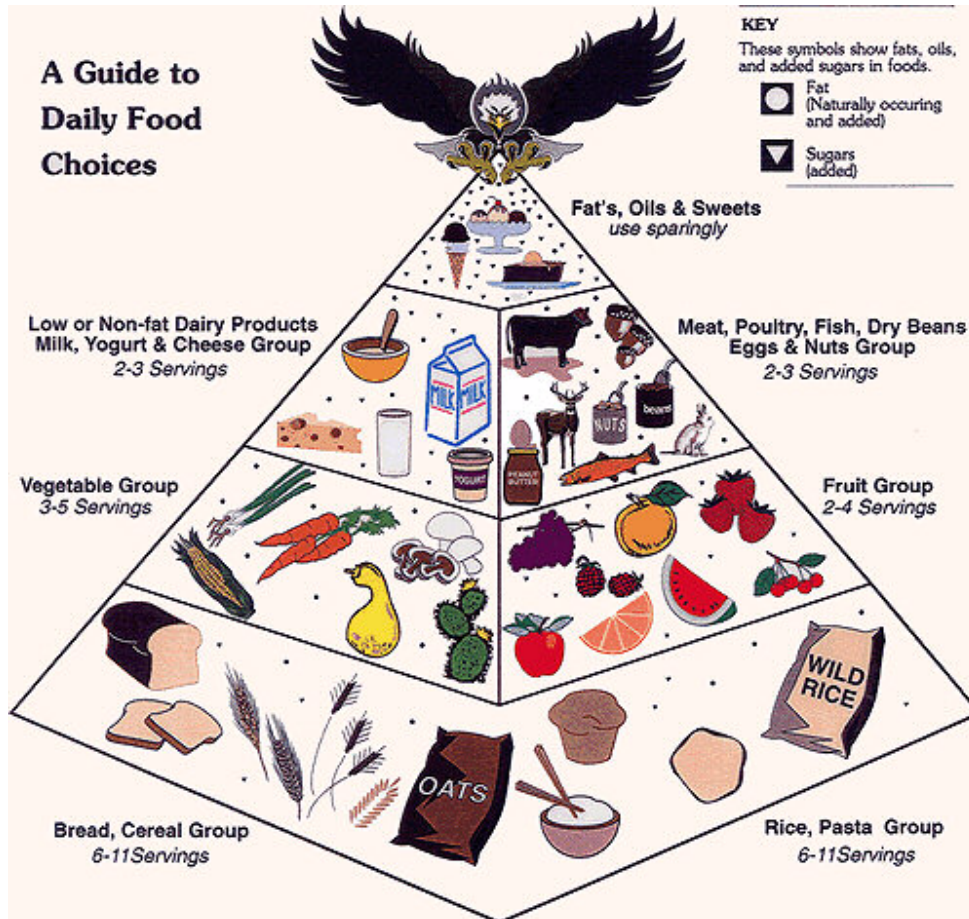 A Guide to
Daily Food
Choices
KEY
These symbols show fats, oils,
and added sugars in foods.
Fat
(Naturally occuring
and added)
Sugars
(added)
Fat's, Oils & Sweets
use sparingly
Low or Non-fat Dairy Products
Milk, Yogurt & Cheese Group
2-3 Servings
Meat, Poultry, Fish, Dry Beans
Eggs & Nuts Group
2-3 Servings
MILK MILK
YOGURT
NUTS
beans
PEANUT
BUTTER
Vegetable Group
3-5 Servings
Fruit Group
2-4 Servings
WILD
RICE
OATS
Bread, Cereal Group
6-11Servings
Rice, Pasta Group
6-11Servings